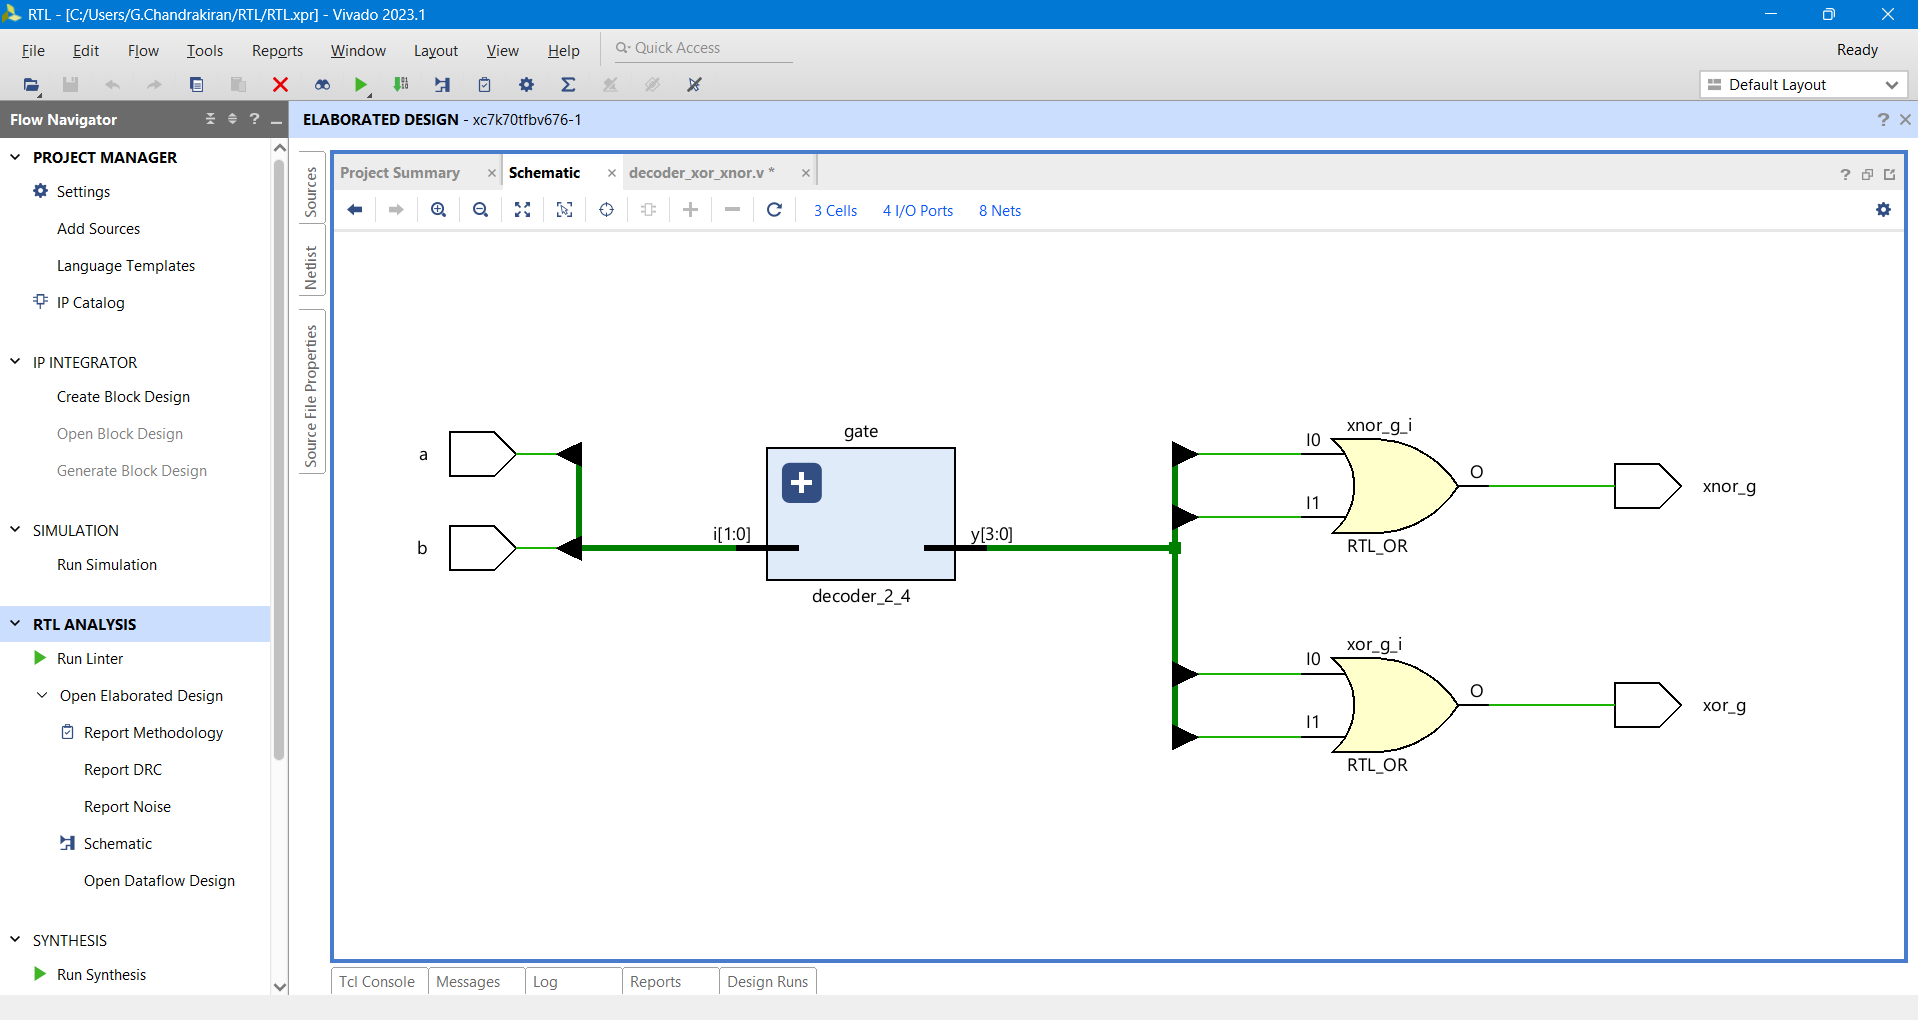 RTL - [C:/Users/G.Chandrakiran/RTL/RTL.xpr] - Vivado 2023.1
File Edit Flow Tools Reports Window Layout View Help Quick Access Ready
Default Layout
Flow Navigator
ELABORATED DESIGN - xc7k70tfbv676-1
PROJECT MANAGER
Settings
Add Sources
Language Templates
IP Catalog
IP INTEGRATOR
Create Block Design
Open Block Design
Generate Block Design
SIMULATION
Run Simulation
RTL ANALYSIS
Run Linter
Open Elaborated Design
Report Methodology
Report DRC
Report Noise
Schematic
Open Dataflow Design
SYNTHESIS
Run Synthesis
Sources
Netlist
Source File Properties
Project Summary Schematic decoder_xor_xnor.v *
3 Cells 4 I/O Ports 8 Nets
a
b
gate
i[1:0]
y[3:0]
decoder_2_4
xnor_g_i
I0
I1
O
RTL_OR
xnor_g
xor_g_i
I0
I1
O
RTL_OR
xor_g
Tcl Console Messages Log Reports Design Runs